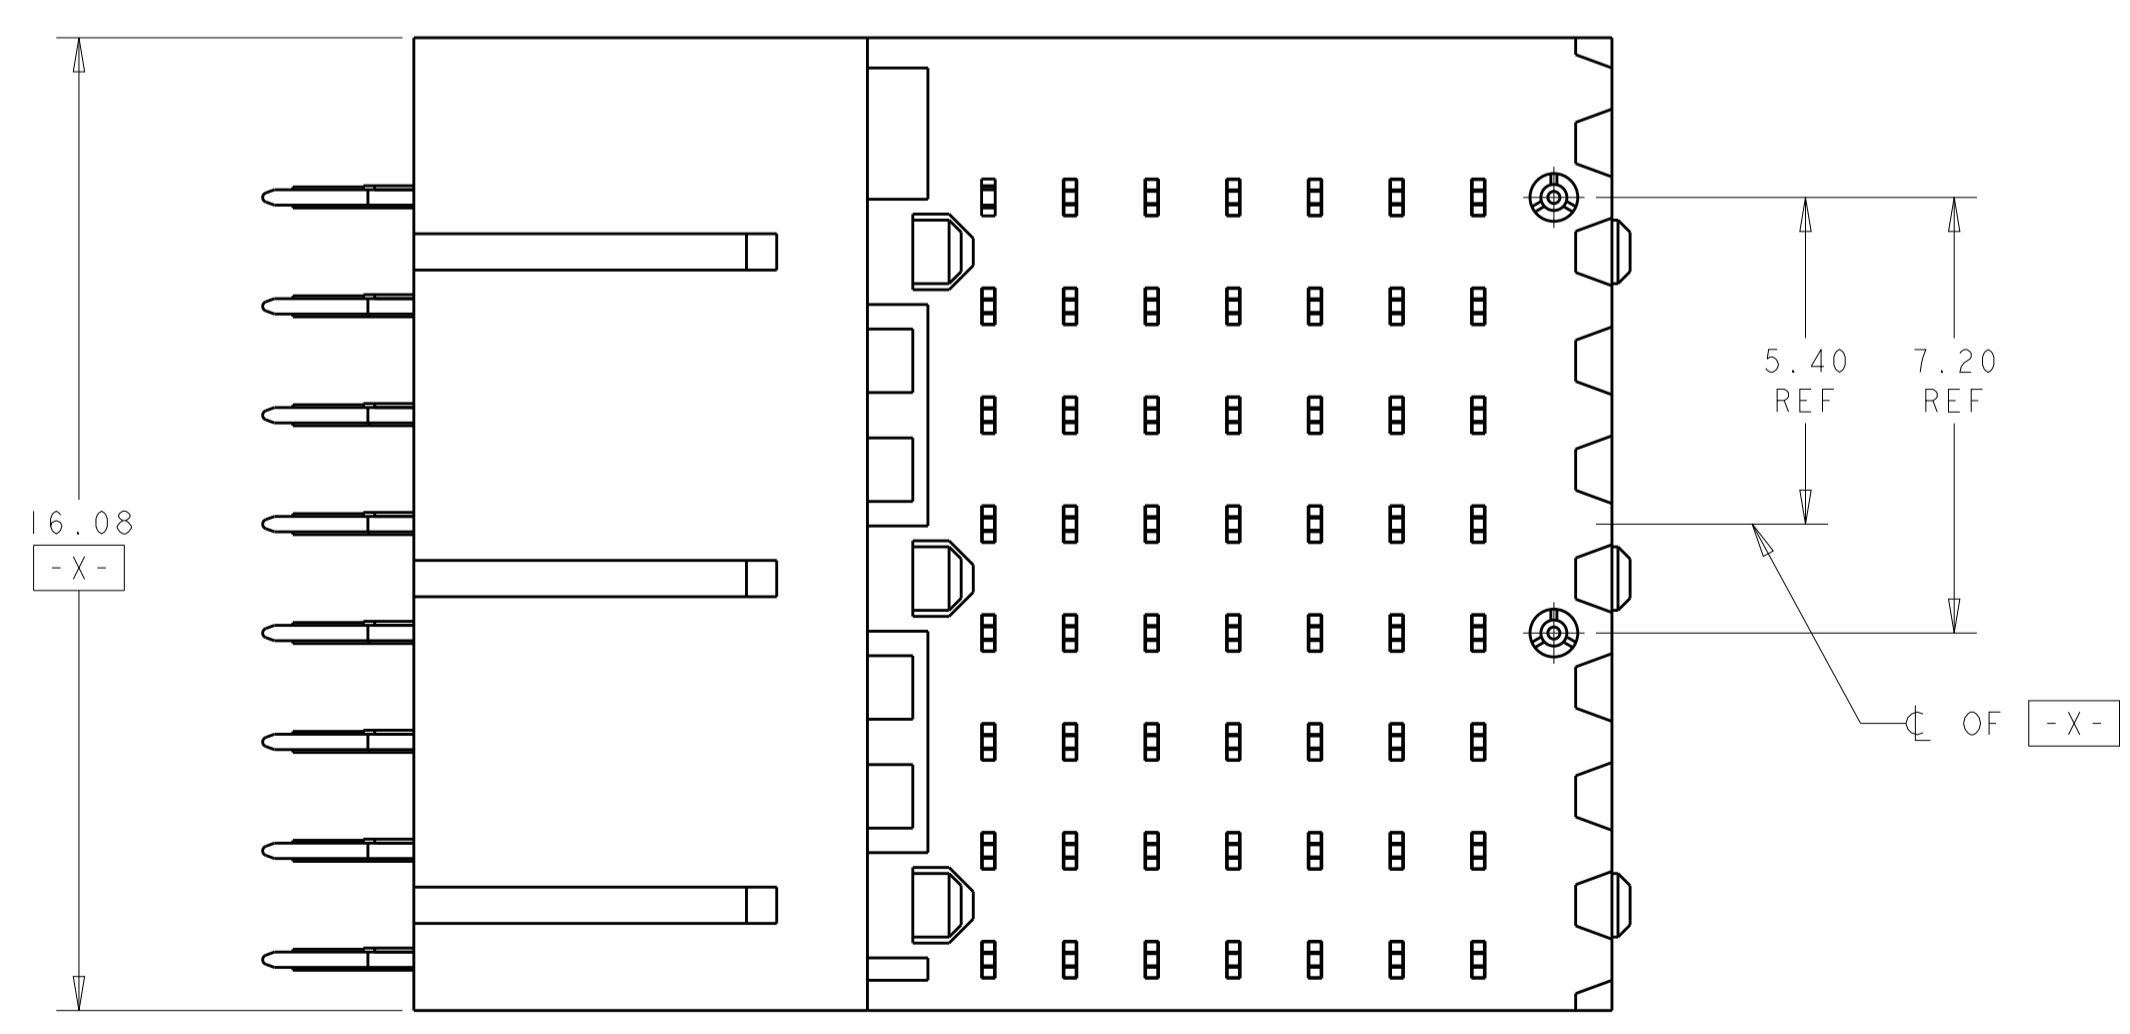 16.08
-X-
5.40
REF
7.20
REF
℄ OF -X-